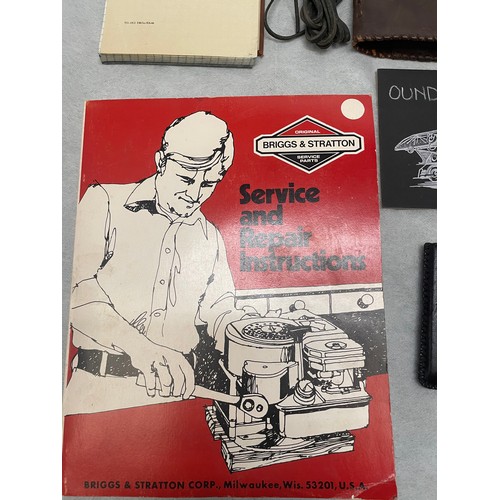 OUND
ORIGINAL
BRIGGS & STRATTON
SERVICE
PARTS
Service
and
Repair
Instructions
BRIGGS & STRATTON CORP., Milwaukee, Wis. 53201, U.S.A.